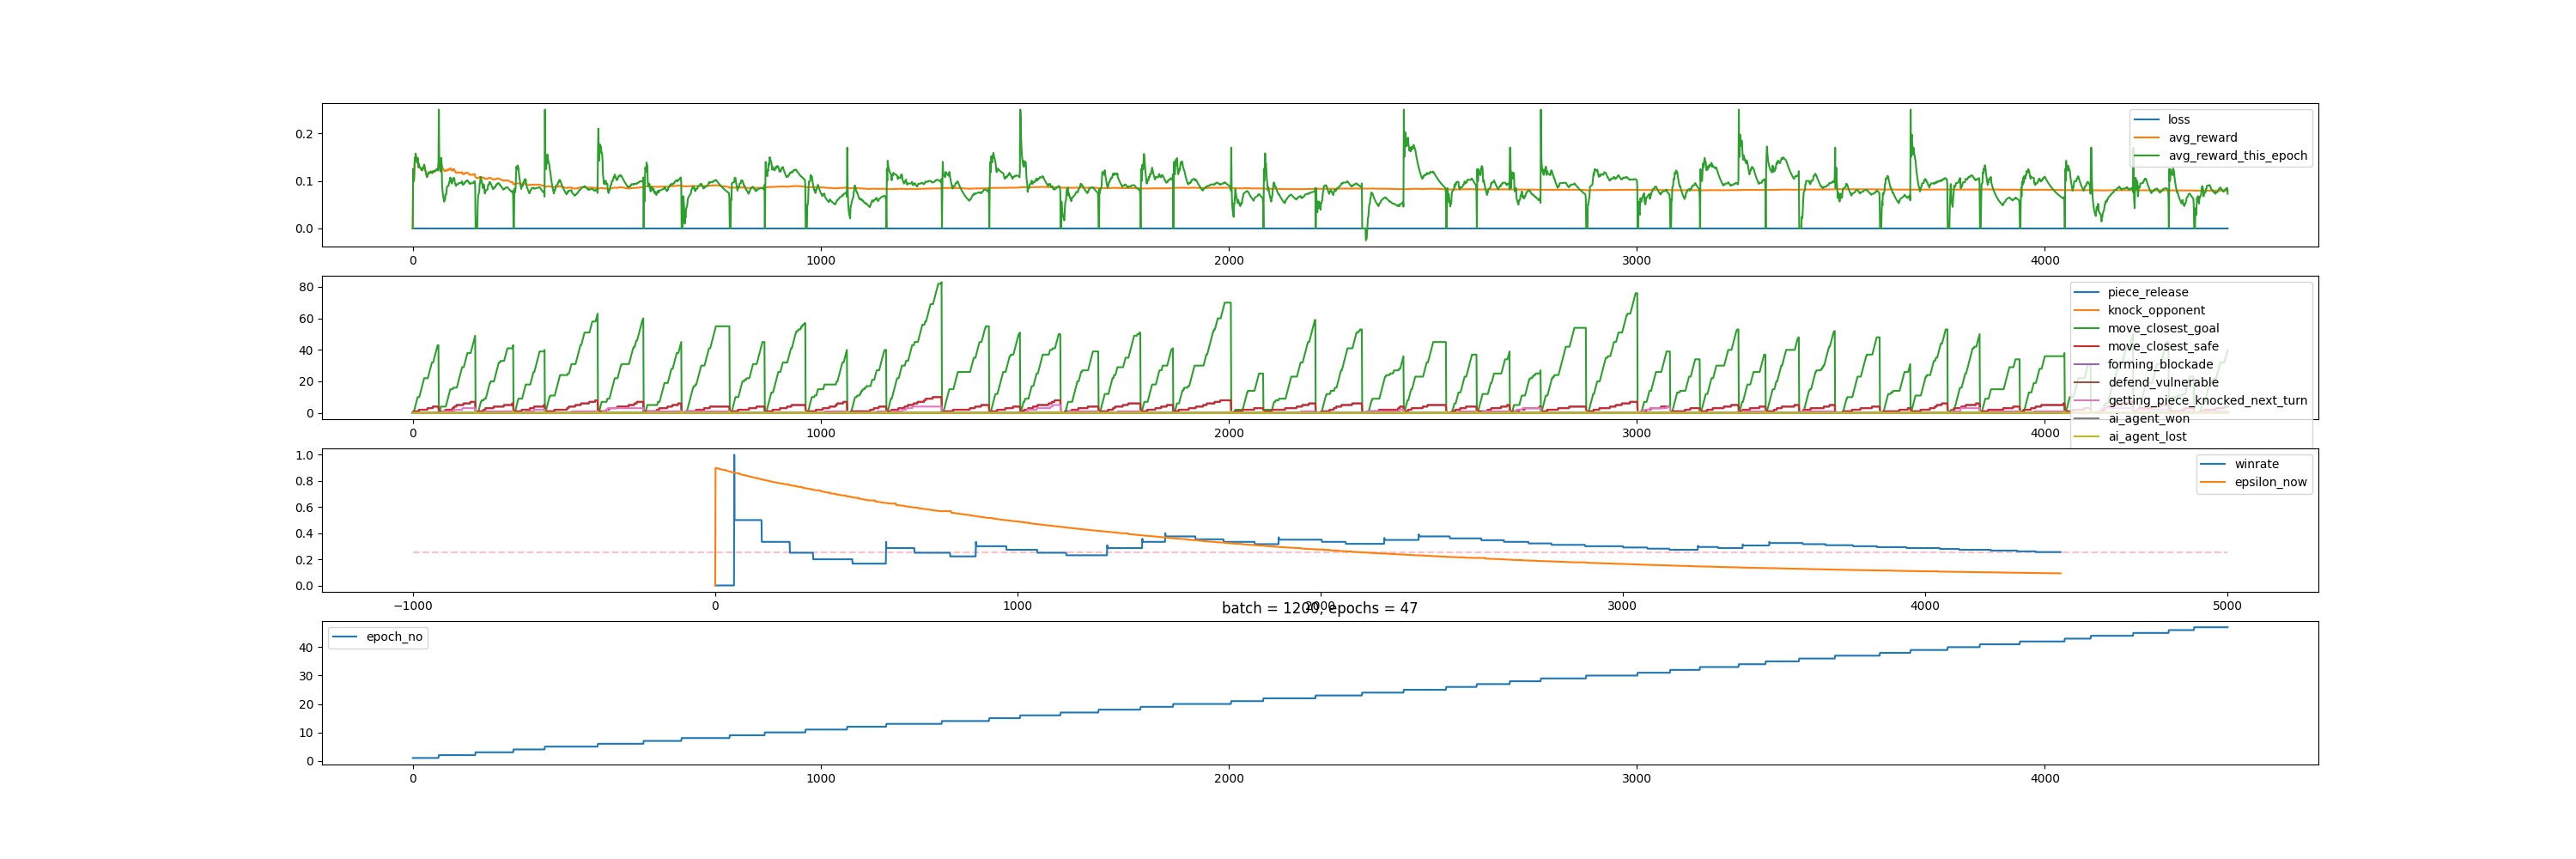 0.2
0.1
0.0
loss
avg_reward
avg_reward_this_epoch
0 1000 2000 3000 4000
80
60
40
20
0
piece_release
knock_opponent
move_closest_goal
move_closest_safe
forming_blockade
defend_vulnerable
getting_piece_knocked_next_turn
ai_agent_won
ai_agent_lost
0 1000 2000 3000 4000
1.0
0.8
0.6
0.4
0.2
0.0
winrate
epsilon_now
−1000 0 1000 2000 3000 4000 5000
batch = 1200, epochs = 47
epoch_no
40
30
20
10
0
0 1000 2000 3000 4000